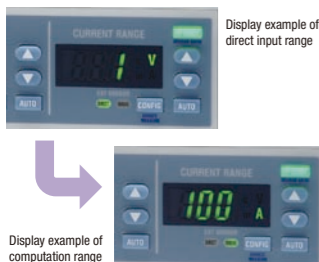 CURRENT RANGE
1 V
AUTO
CONFIG
AUTO
Display example of
direct input range
CURRENT RANGE
100 A
AUTO
CONFIG
AUTO
Display example of
computation range